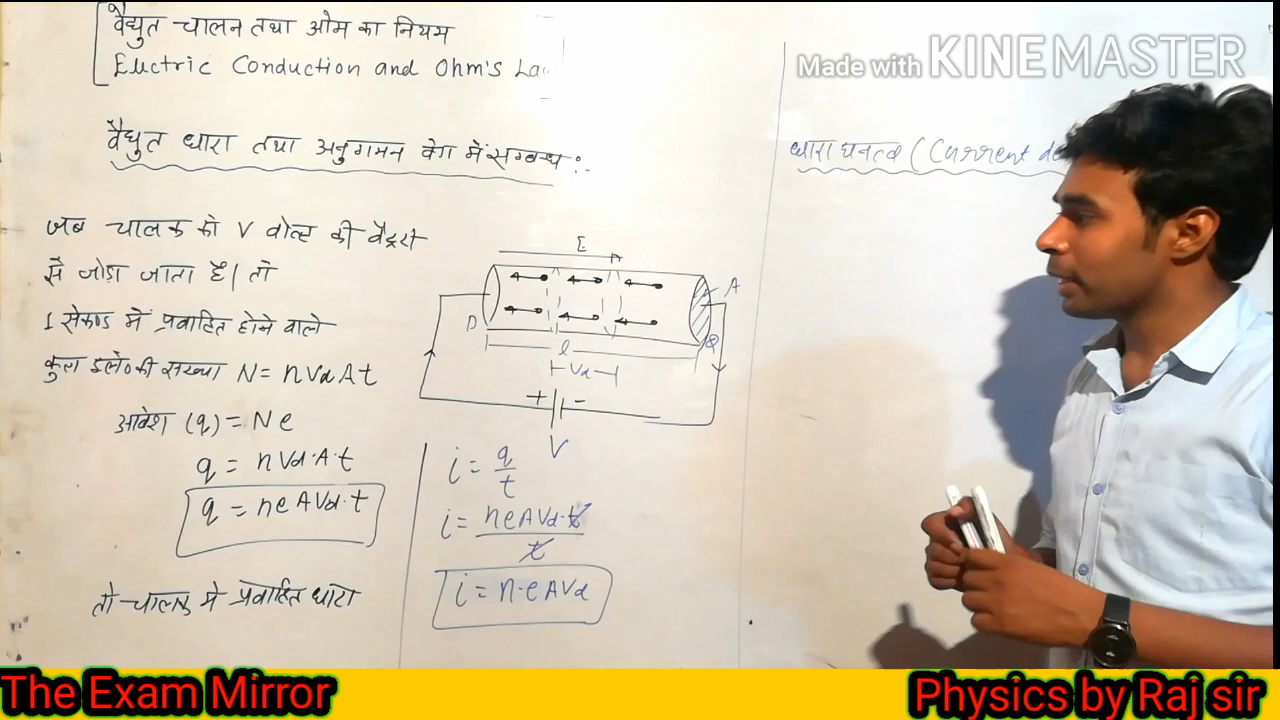 वैद्युत चालन तथा ओम का नियम
Electric Conduction and Ohm's La
Made with KINEMASTER
वैद्युत धारा तथा अनुगमन वेग में सम्बन्ध :-
धारा घनत्व ( Current de
जब चालक को V वोल्ट की बैट्री
से जोड़ा जाता है। तो
1 सेकण्ड में प्रवाहित होने वाले
कुल इले० की संख्या N = nVdAt
आवेश (q) = Ne
q = nVd·A·t
q = neAVd·t
तो चालक मे प्रवाहित धारा
E
A
D
l
Vd
+ -
V
i = q/t
i = neAVd·t/t
i = n·eAVd
The Exam Mirror
Physics by Raj sir